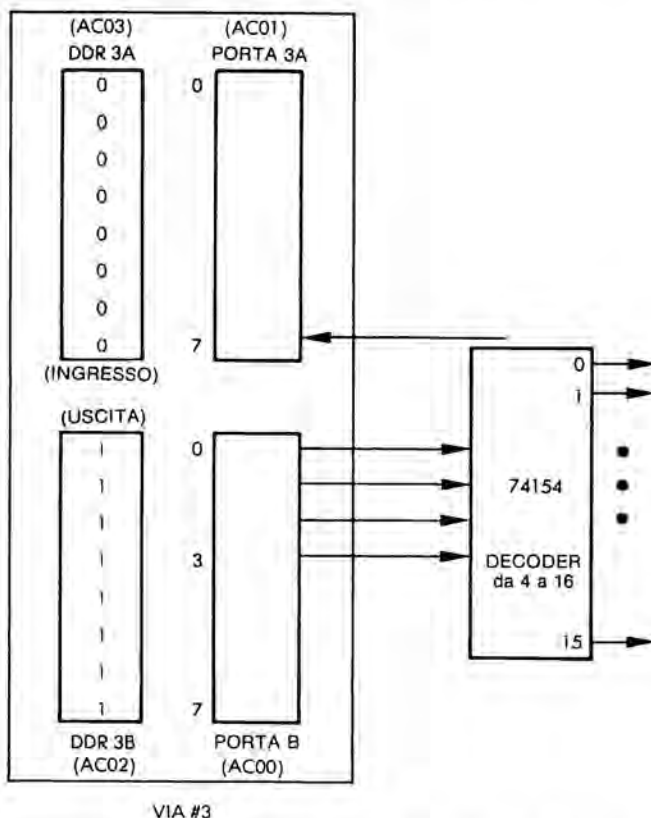 (AC03)
DDR 3A
0
0
0
0
0
0
0
0
(INGRESSO)
(AC01)
PORTA 3A
0
7
(USCITA)
1
1
1
1
1
1
1
1
DDR 3B
(AC02)
0
3
7
PORTA B
(AC00)
0
1
74154
DECODER
da 4 a 16
15
VIA #3